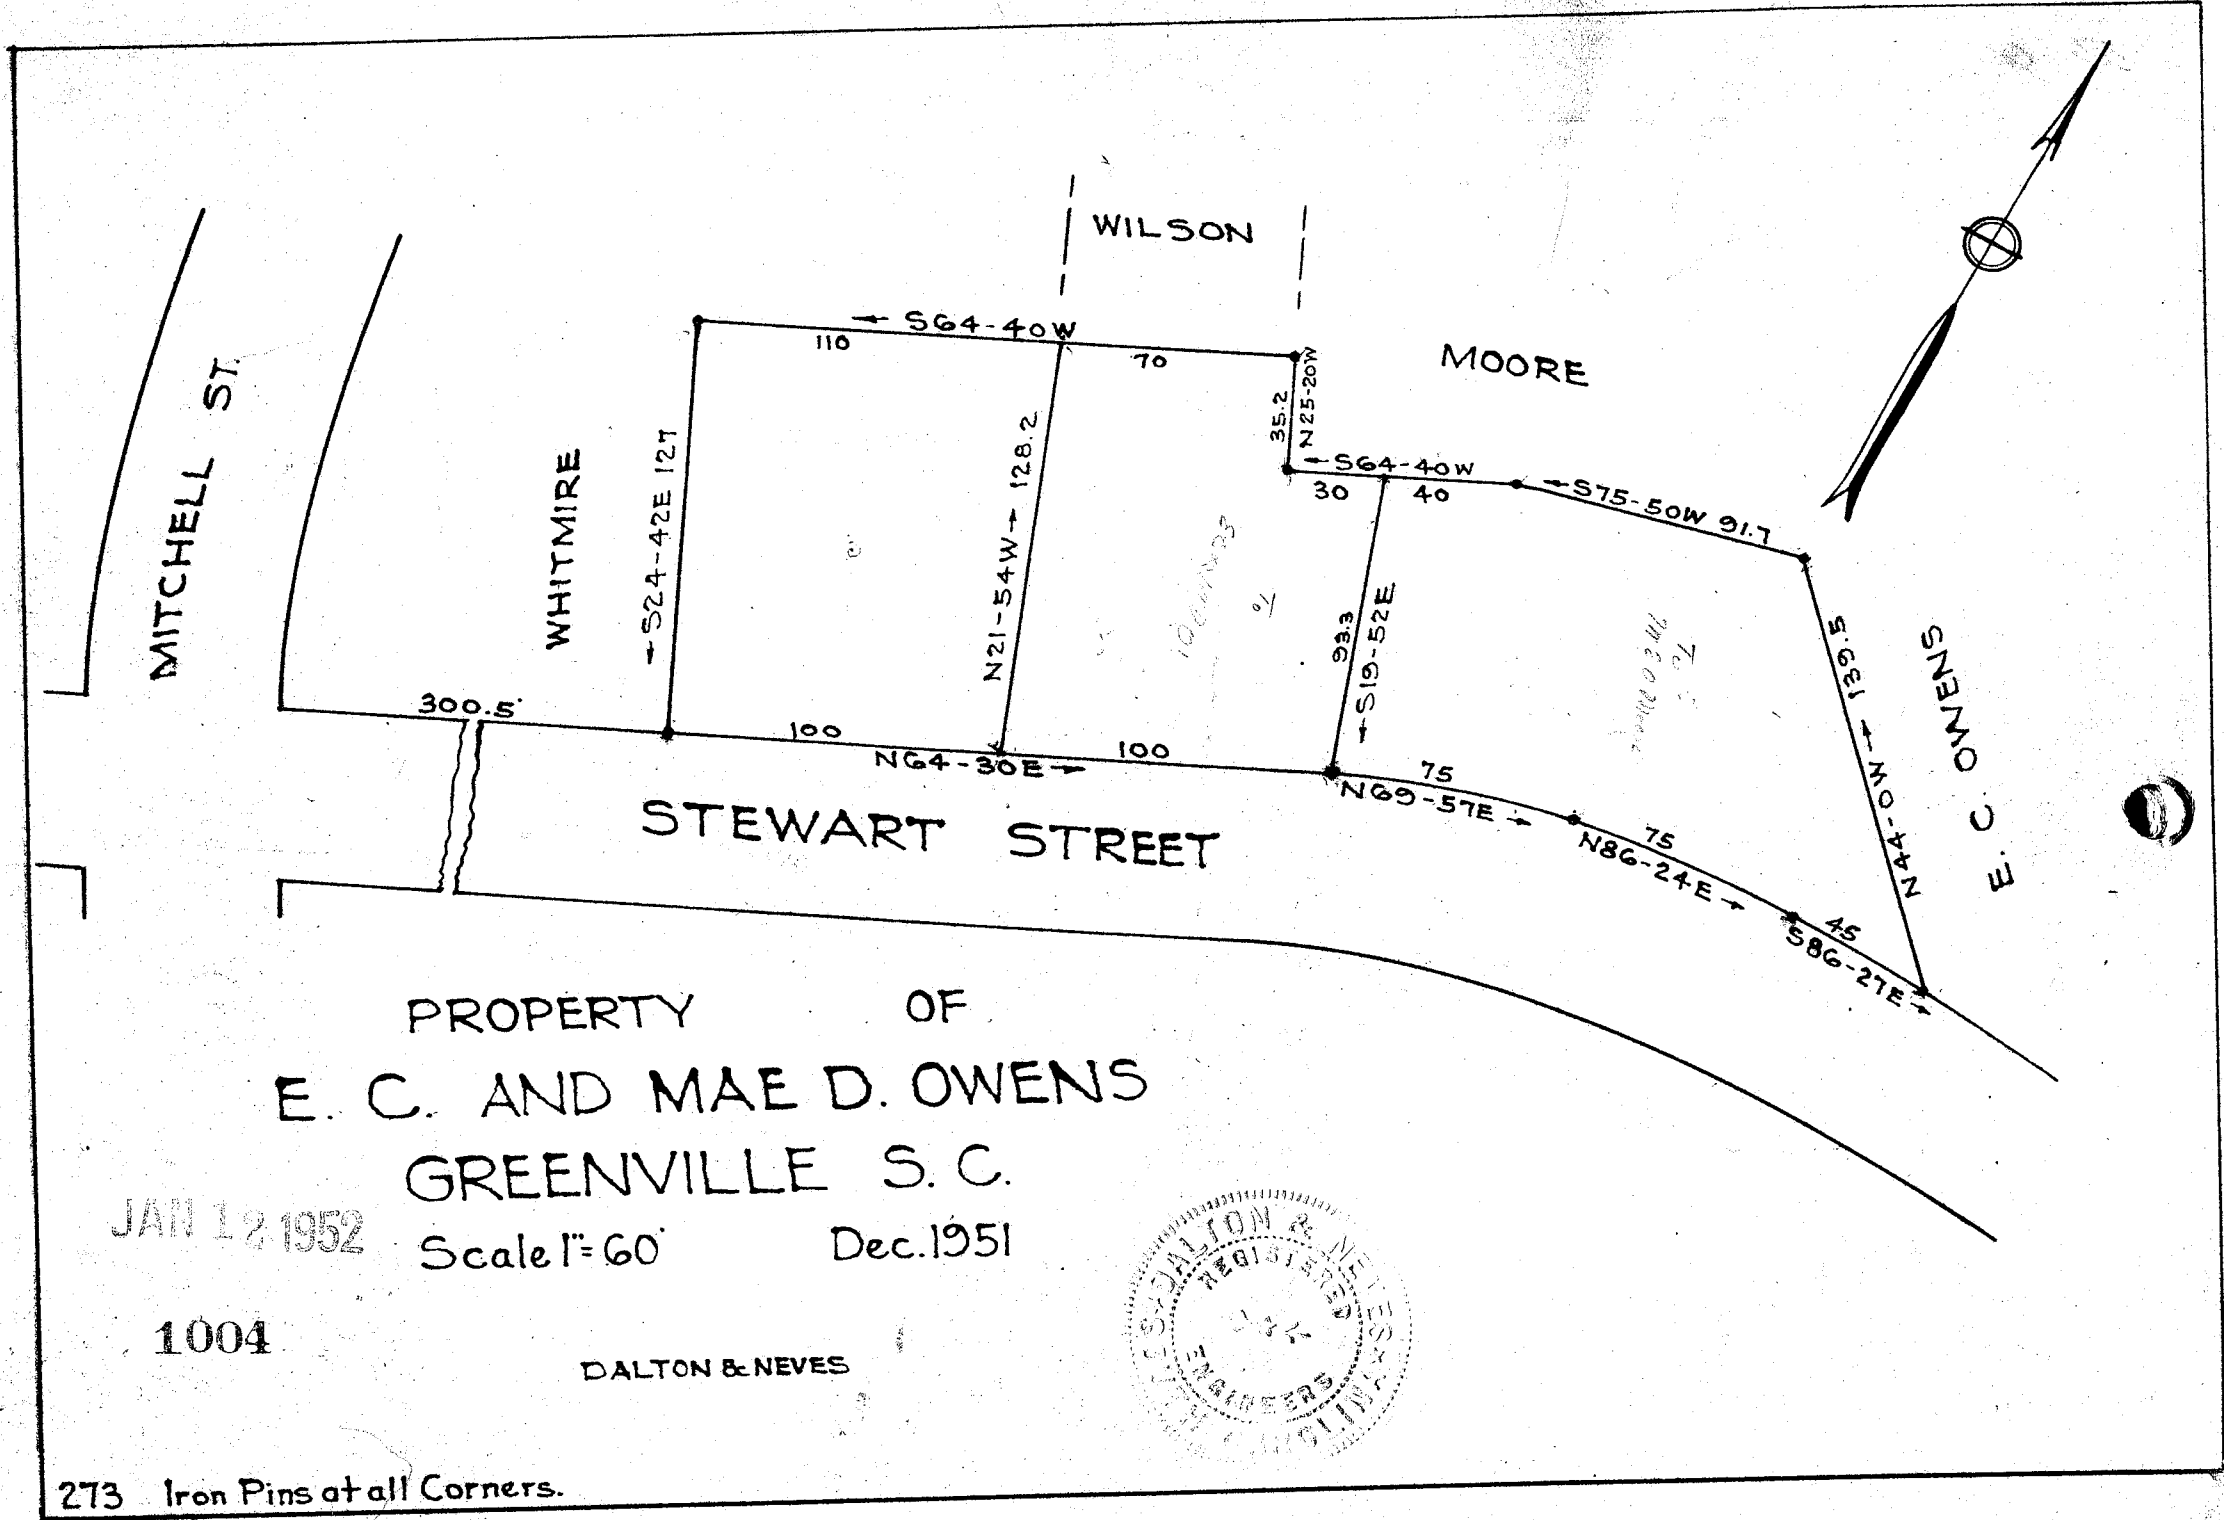 WILSON
MOORE
MITCHELL ST.
WHITMIRE
← S64-40W
110
70
35.2
N25-20W
← S64-40W
30
40
← S75-50W 91.7
← S24-42E 127
N21-54W → 128.2
93.3
← S19-52E
N44-0W → 139.5
E. C. OWENS
300.5'
100
N64-30E →
100
75
N69-57E →
75
N86-24E →
45
S86-27E →
STEWART STREET
PROPERTY OF
E. C. AND MAE D. OWENS
GREENVILLE S. C.
JAN 12 1952
Scale 1"=60' Dec.1951
1004
DALTON & NEVES
DALTON & NEVES
REGISTERED
ENGINEERS
273 Iron Pins at all Corners.